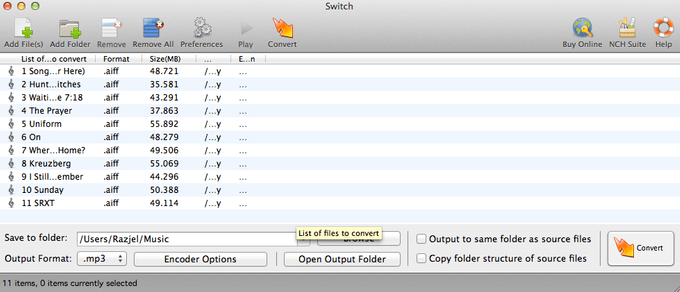 Switch
Add File(s) Add Folder Remove Remove All Preferences Play Convert Buy Online NCH Suite Help
List of...o convert Format Size(MB) ... E...n
1 Song...r Here) .aiff 48.721 /...y ...
2 Hunt...itches .aiff 35.581 /...y ...
3 Waiti...e 7:18 .aiff 43.291 /...y ...
4 The Prayer .aiff 37.863 /...y ...
5 Uniform .aiff 55.892 /...y ...
6 On .aiff 48.279 /...y ...
7 Wher...Home? .aiff 49.506 /...y ...
8 Kreuzberg .aiff 55.069 /...y ...
9 I Still...ember .aiff 44.296 /...y ...
10 Sunday .aiff 50.388 /...y ...
11 SRXT .aiff 49.114 /...y ...
List of files to convert
Save to folder: /Users/Razjel/Music Browse Output to same folder as source files Convert
Output Format: .mp3 Encoder Options Open Output Folder Copy folder structure of source files
11 items, 0 items currently selected